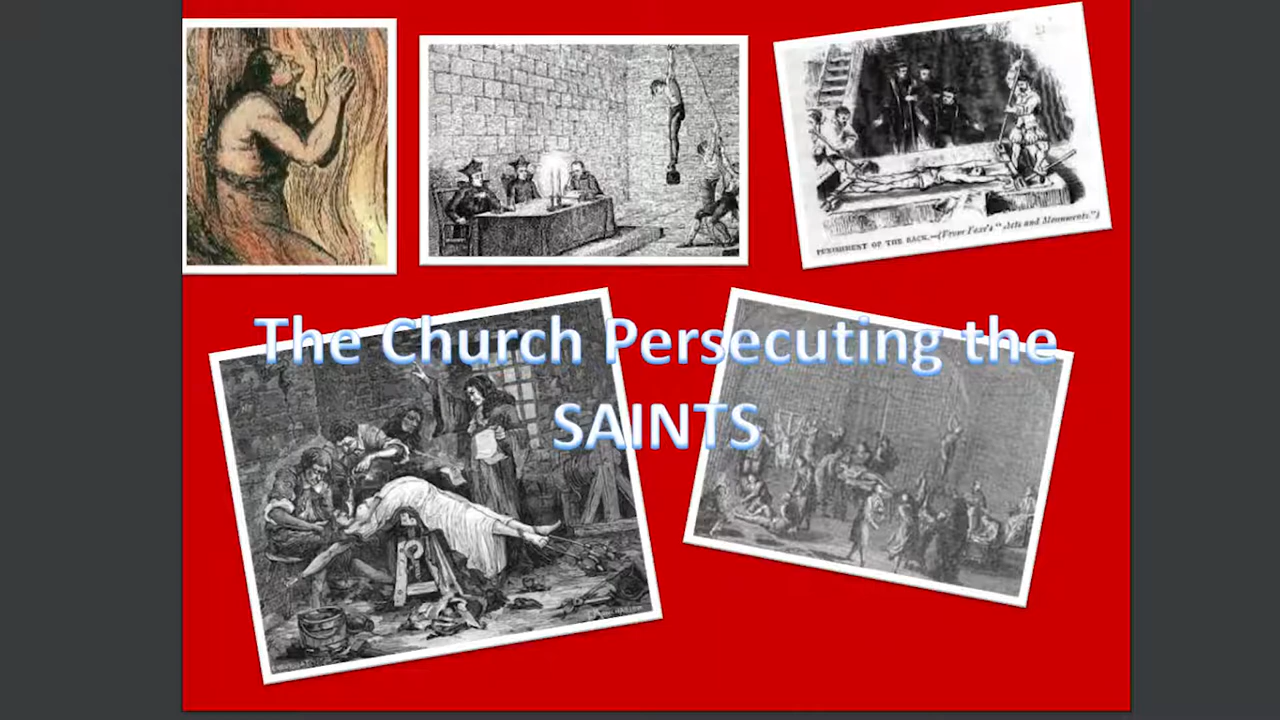 PUNISHMENT OF THE RACK.—(From Foxe's "Acts and Monuments.")
The Church Persecuting the
SAINTS